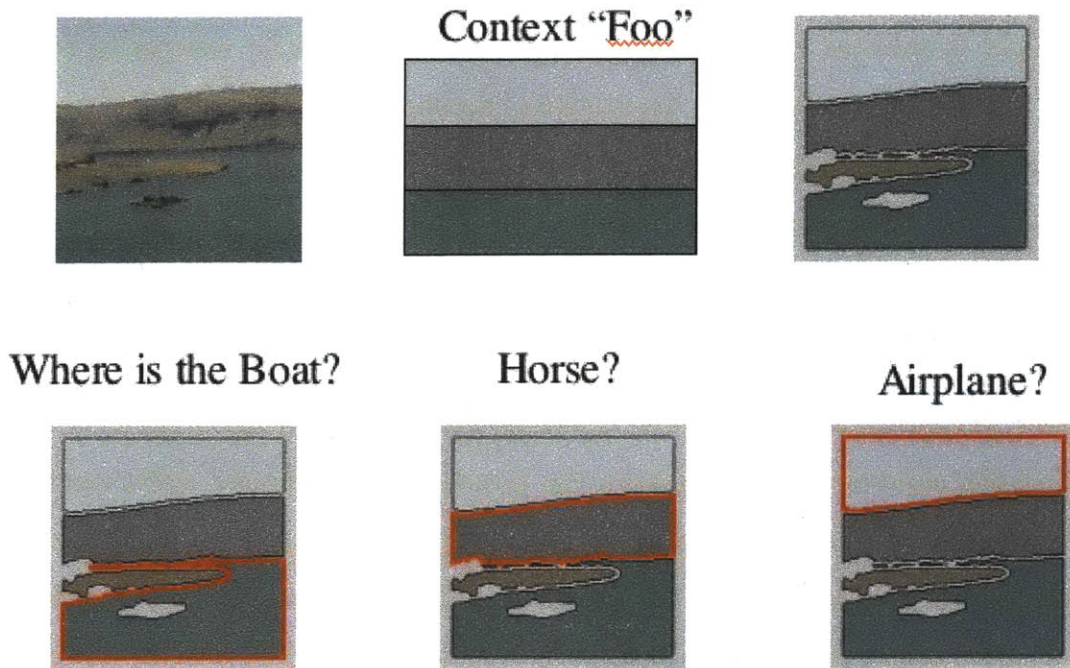 Context “Foo”
Where is the Boat?
Horse?
Airplane?